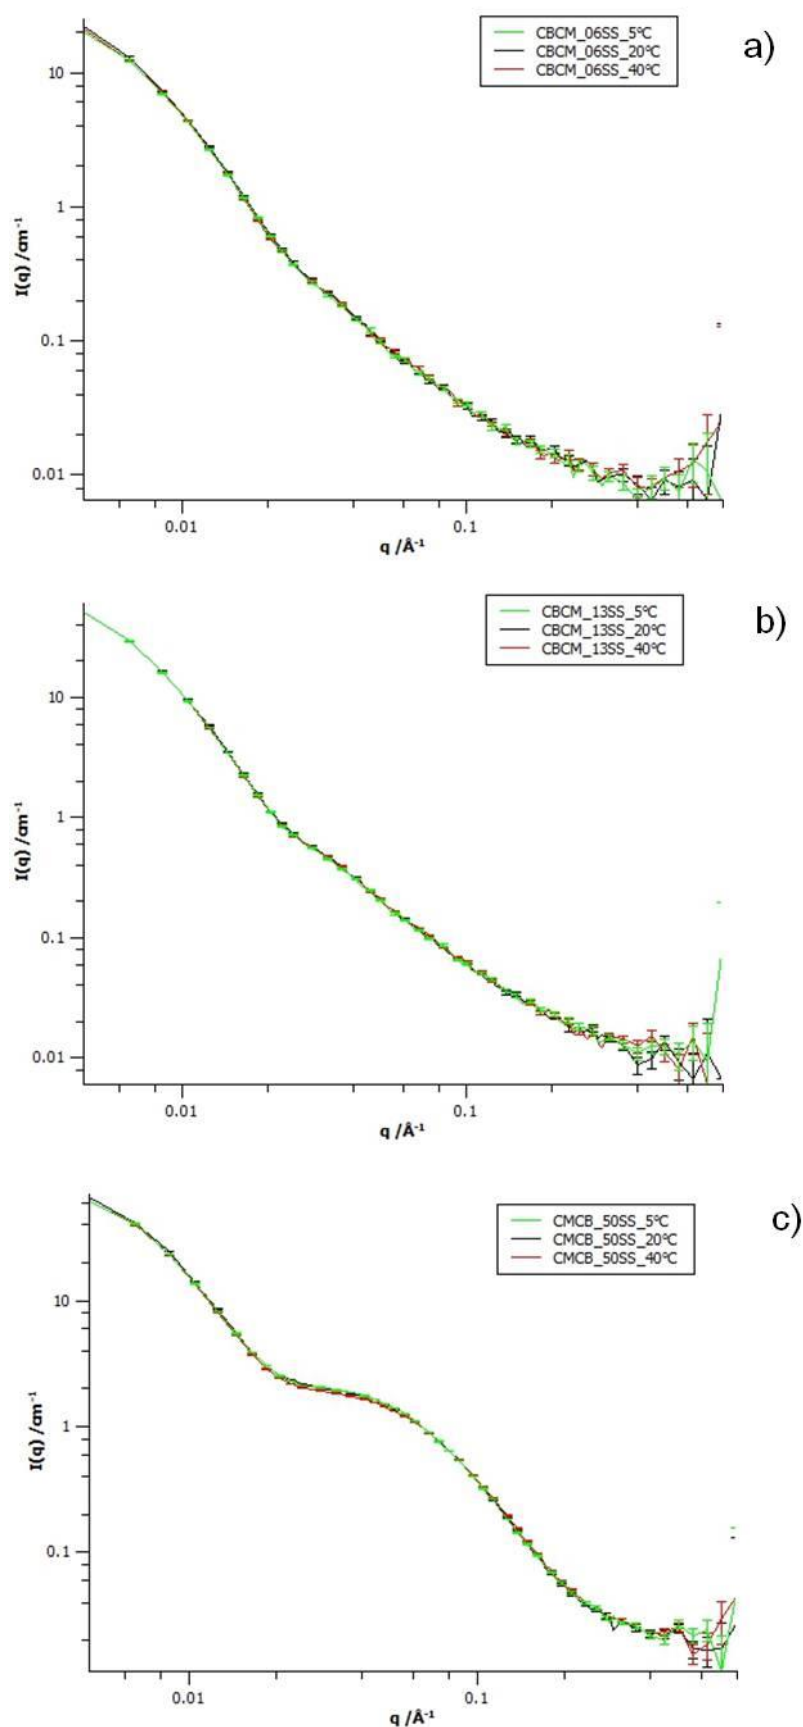 CBCM_06SS_5ºC
CBCM_06SS_20ºC
CBCM_06SS_40ºC
a)
10
1
0.1
0.01
I(q) /cm⁻¹
0.01
0.1
q /Å⁻¹
CBCM_13SS_5ºC
CBCM_13SS_20ºC
CBCM_13SS_40ºC
b)
10
1
0.1
0.01
I(q) /cm⁻¹
0.01
0.1
q /Å⁻¹
CMCB_50SS_5ºC
CMCB_50SS_20ºC
CMCB_50SS_40ºC
c)
10
1
0.1
I(q) /cm⁻¹
0.01
0.1
q /Å⁻¹